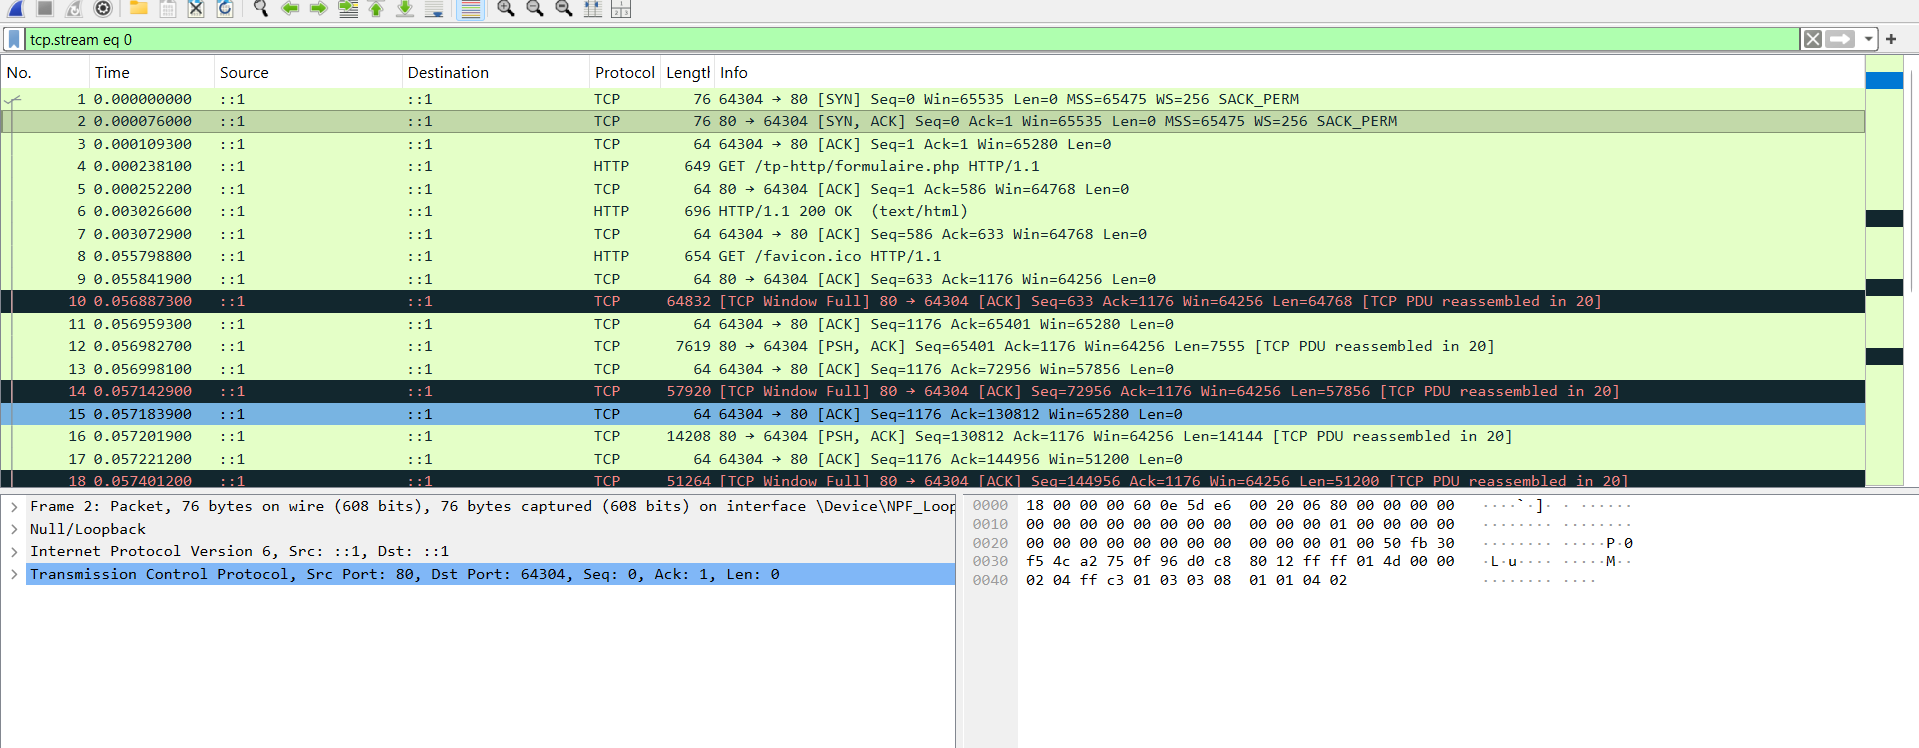 tcp.stream eq 0
No. Time Source Destination Protocol Length Info
1 0.000000000 ::1 ::1 TCP 76 64304 → 80 [SYN] Seq=0 Win=65535 Len=0 MSS=65475 WS=256 SACK_PERM
2 0.000076000 ::1 ::1 TCP 76 80 → 64304 [SYN, ACK] Seq=0 Ack=1 Win=65535 Len=0 MSS=65475 WS=256 SACK_PERM
3 0.000109300 ::1 ::1 TCP 64 64304 → 80 [ACK] Seq=1 Ack=1 Win=65280 Len=0
4 0.000238100 ::1 ::1 HTTP 649 GET /tp-http/formulaire.php HTTP/1.1
5 0.000252200 ::1 ::1 TCP 64 80 → 64304 [ACK] Seq=1 Ack=586 Win=64768 Len=0
6 0.003026600 ::1 ::1 HTTP 696 HTTP/1.1 200 OK (text/html)
7 0.003072900 ::1 ::1 TCP 64 64304 → 80 [ACK] Seq=586 Ack=633 Win=64768 Len=0
8 0.055798800 ::1 ::1 HTTP 654 GET /favicon.ico HTTP/1.1
9 0.055841900 ::1 ::1 TCP 64 80 → 64304 [ACK] Seq=633 Ack=1176 Win=64256 Len=0
10 0.056887300 ::1 ::1 TCP 64832 [TCP Window Full] 80 → 64304 [ACK] Seq=633 Ack=1176 Win=64256 Len=64768 [TCP PDU reassembled in 20]
11 0.056959300 ::1 ::1 TCP 64 64304 → 80 [ACK] Seq=1176 Ack=65401 Win=65280 Len=0
12 0.056982700 ::1 ::1 TCP 7619 80 → 64304 [PSH, ACK] Seq=65401 Ack=1176 Win=64256 Len=7555 [TCP PDU reassembled in 20]
13 0.056998100 ::1 ::1 TCP 64 64304 → 80 [ACK] Seq=1176 Ack=72956 Win=57856 Len=0
14 0.057142900 ::1 ::1 TCP 57920 [TCP Window Full] 80 → 64304 [ACK] Seq=72956 Ack=1176 Win=64256 Len=57856 [TCP PDU reassembled in 20]
15 0.057183900 ::1 ::1 TCP 64 64304 → 80 [ACK] Seq=1176 Ack=130812 Win=65280 Len=0
16 0.057201900 ::1 ::1 TCP 14208 80 → 64304 [PSH, ACK] Seq=130812 Ack=1176 Win=64256 Len=14144 [TCP PDU reassembled in 20]
17 0.057221200 ::1 ::1 TCP 64 64304 → 80 [ACK] Seq=1176 Ack=144956 Win=51200 Len=0
18 0.057401200 ::1 ::1 TCP 51264 [TCP Window Full] 80 → 64304 [ACK] Seq=144956 Ack=1176 Win=64256 Len=51200 [TCP PDU reassembled in 20]
Frame 2: Packet, 76 bytes on wire (608 bits), 76 bytes captured (608 bits) on interface \Device\NPF_Loop
Null/Loopback
Internet Protocol Version 6, Src: ::1, Dst: ::1
Transmission Control Protocol, Src Port: 80, Dst Port: 64304, Seq: 0, Ack: 1, Len: 0
0000 18 00 00 00 60 0e 5d e6 00 20 06 80 00 00 00 00 ····`·]· · ······
0010 00 00 00 00 00 00 00 00 00 00 00 01 00 00 00 00 ········ ········
0020 00 00 00 00 00 00 00 00 00 00 00 01 00 50 fb 30 ········ ·····P·0
0030 f5 4c a2 75 0f 96 d0 c8 80 12 ff ff 01 4d 00 00 ·L·u···· ·····M··
0040 02 04 ff c3 01 03 03 08 01 01 04 02 ········ ····